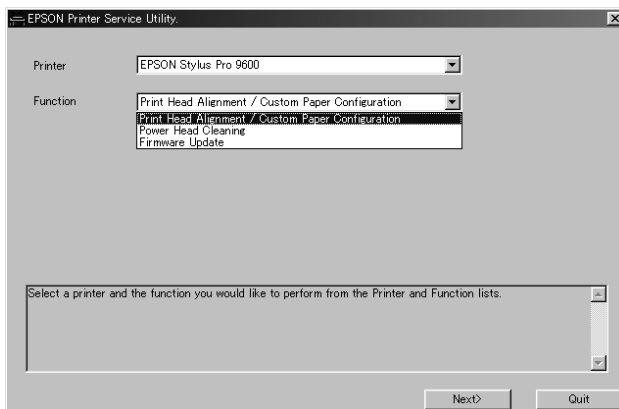 EPSON Printer Service Utility.
Printer
EPSON Stylus Pro 9600
Function
Print Head Alignment / Custom Paper Configuration
Print Head Alignment / Custom Paper Configuration
Power Head Cleaning
Firmware Update
Select a printer and the function you would like to perform from the Printer and Function lists.
Next>
Quit